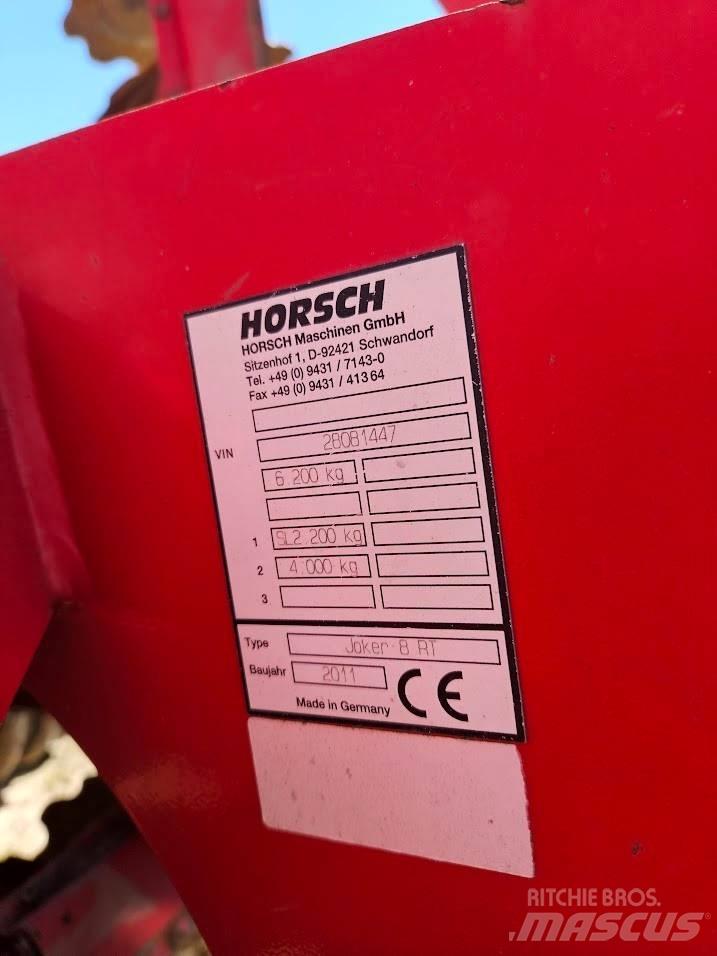 HORSCH
HORSCH Maschinen GmbH
Sitzenhof 1, D-92421 Schwandorf
Tel. +49 (0) 9431 / 7143-0
Fax +49 (0) 9431 / 41364
VIN 28081447
6.200 kg
1 SL2.200 kg
2 4.000 kg
3
Type Joker 8 RT
Baujahr 2011
CE
Made in Germany
RITCHIE BROS.
MASCUS